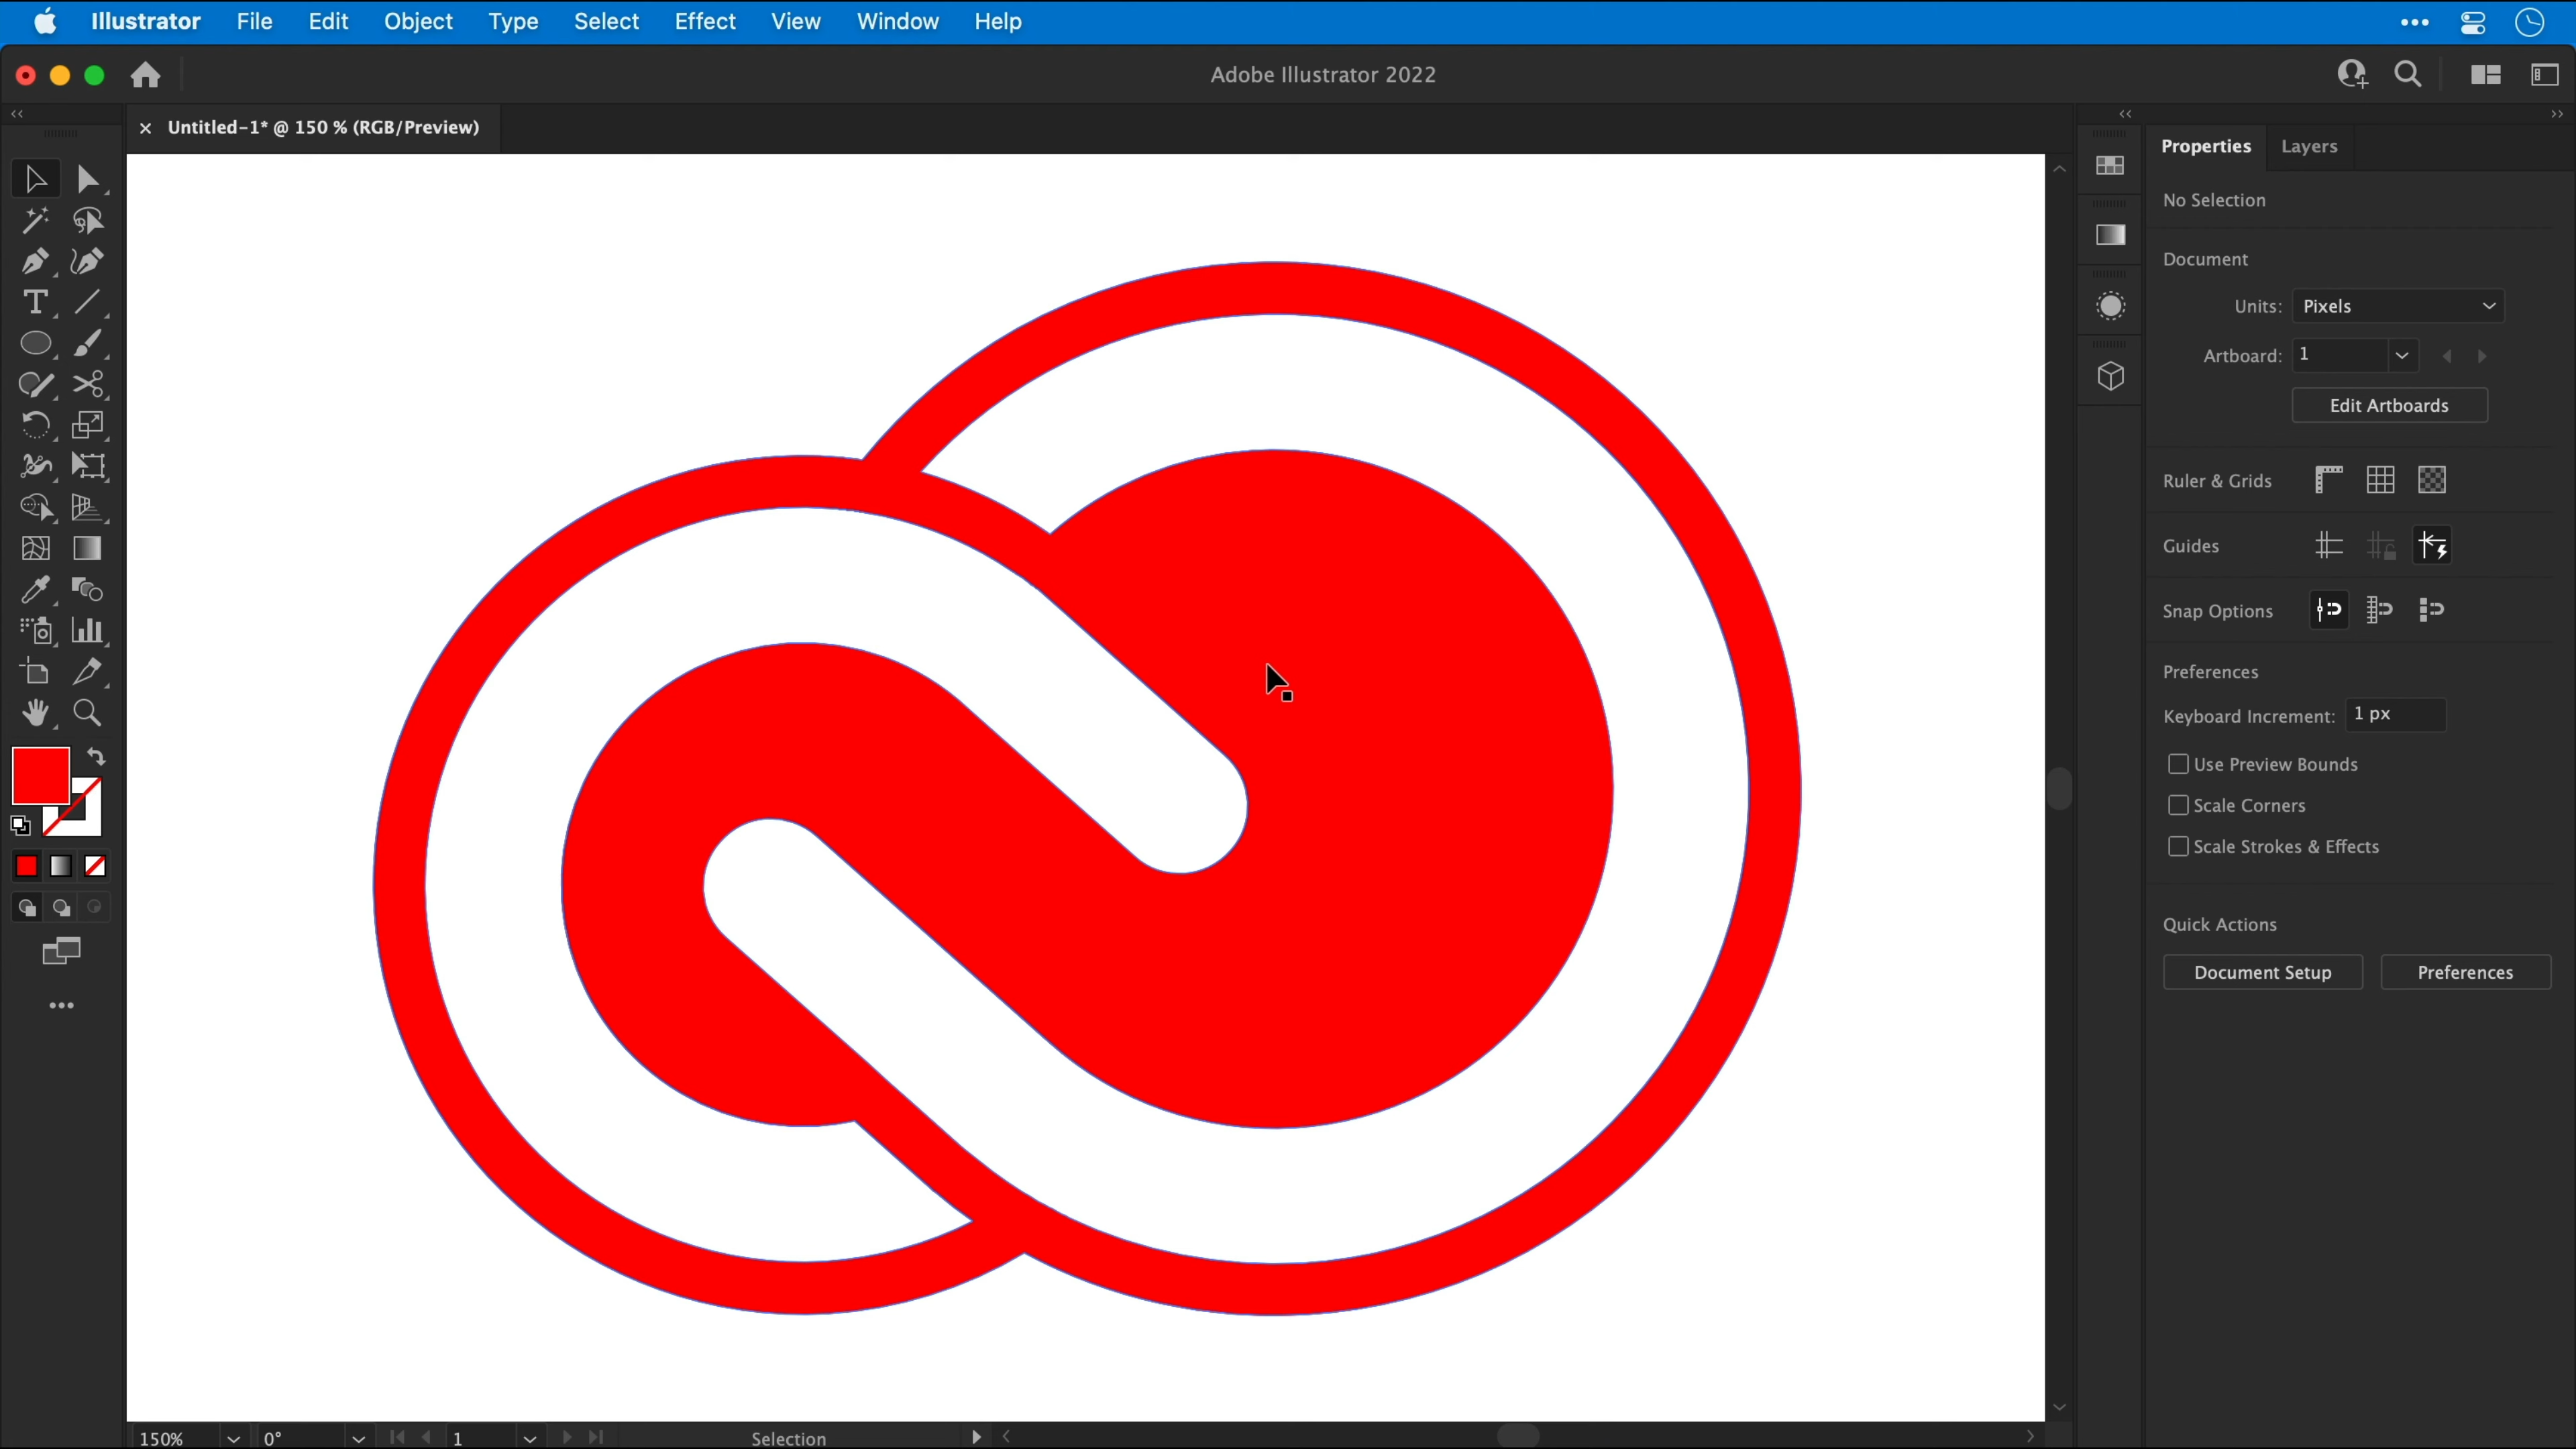 Illustrator File Edit Object Type Select Effect View Window Help
Adobe Illustrator 2022
Untitled-1* @ 150 % (RGB/Preview)
Properties Layers
No Selection
Document
Units: Pixels
Artboard: 1
Edit Artboards
Ruler & Grids
Guides
Snap Options
Preferences
Keyboard Increment: 1 px
Use Preview Bounds
Scale Corners
Scale Strokes & Effects
Quick Actions
Document Setup Preferences
150% 0° 1 Selection